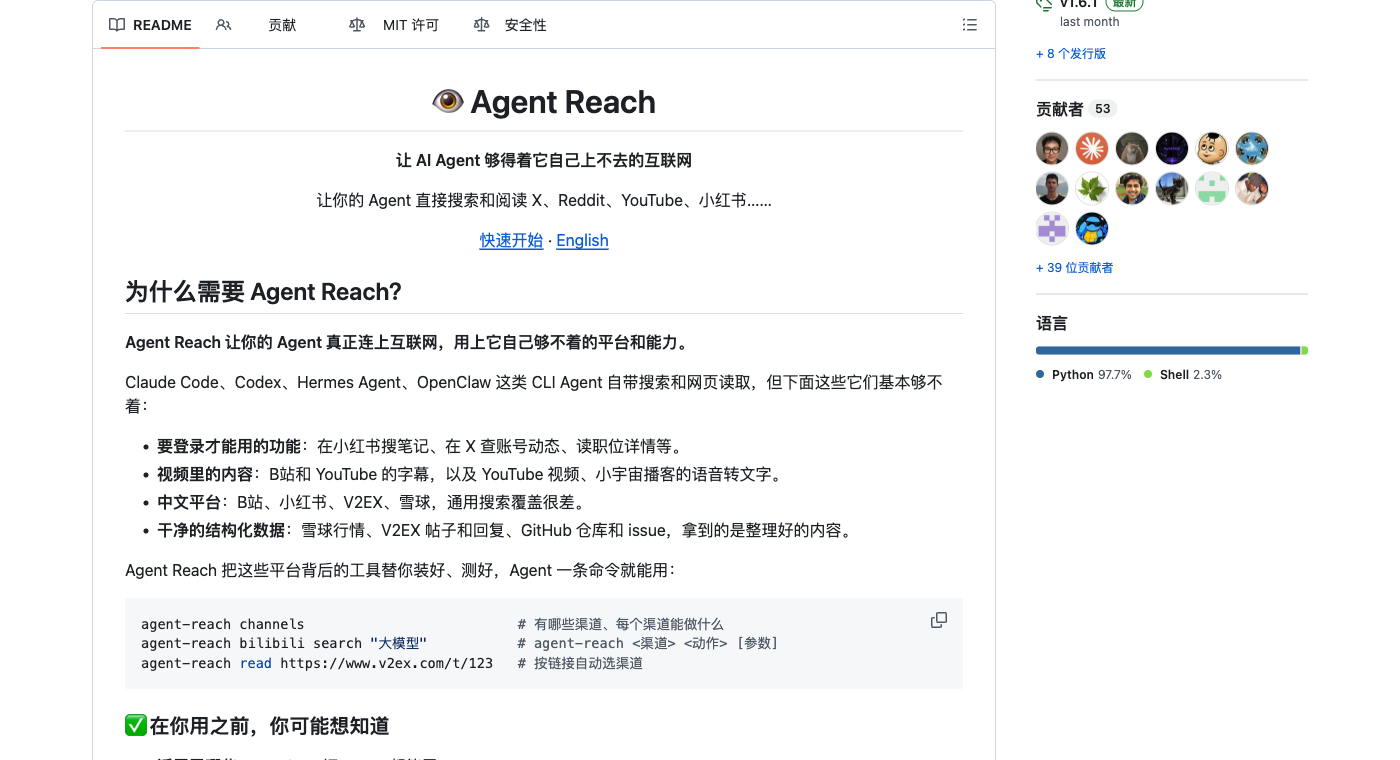 README
贡献
MIT 许可
安全性
👁️ Agent Reach
让 AI Agent 够得着它自己上不去的互联网
让你的 Agent 直接搜索和阅读 X、Reddit、YouTube、小红书……
快速开始 · English
为什么需要 Agent Reach?
Agent Reach 让你的 Agent 真正连上互联网，用上它自己够不着的平台和能力。
Claude Code、Codex、Hermes Agent、OpenClaw 这类 CLI Agent 自带搜索和网页读取，但下面这些它们基本够不
着：
• 要登录才能用的功能：在小红书搜笔记、在 X 查账号动态、读职位详情等。
• 视频里的内容：B站和 YouTube 的字幕，以及 YouTube 视频、小宇宙播客的语音转文字。
• 中文平台：B站、小红书、V2EX、雪球，通用搜索覆盖很差。
• 干净的结构化数据：雪球行情、V2EX 帖子和回复、GitHub 仓库和 issue，拿到的是整理好的内容。
Agent Reach 把这些平台背后的工具替你装好、测好，Agent 一条命令就能用：
agent-reach channels # 有哪些渠道、每个渠道能做什么
agent-reach bilibili search "大模型" # agent-reach <渠道> <动作> [参数]
agent-reach read https://www.v2ex.com/t/123 # 按链接自动选渠道
✅在你用之前，你可能想知道
v1.6.1 最新
last month
+ 8 个发行版
贡献者 53
+ 39 位贡献者
语言
Python 97.7% Shell 2.3%